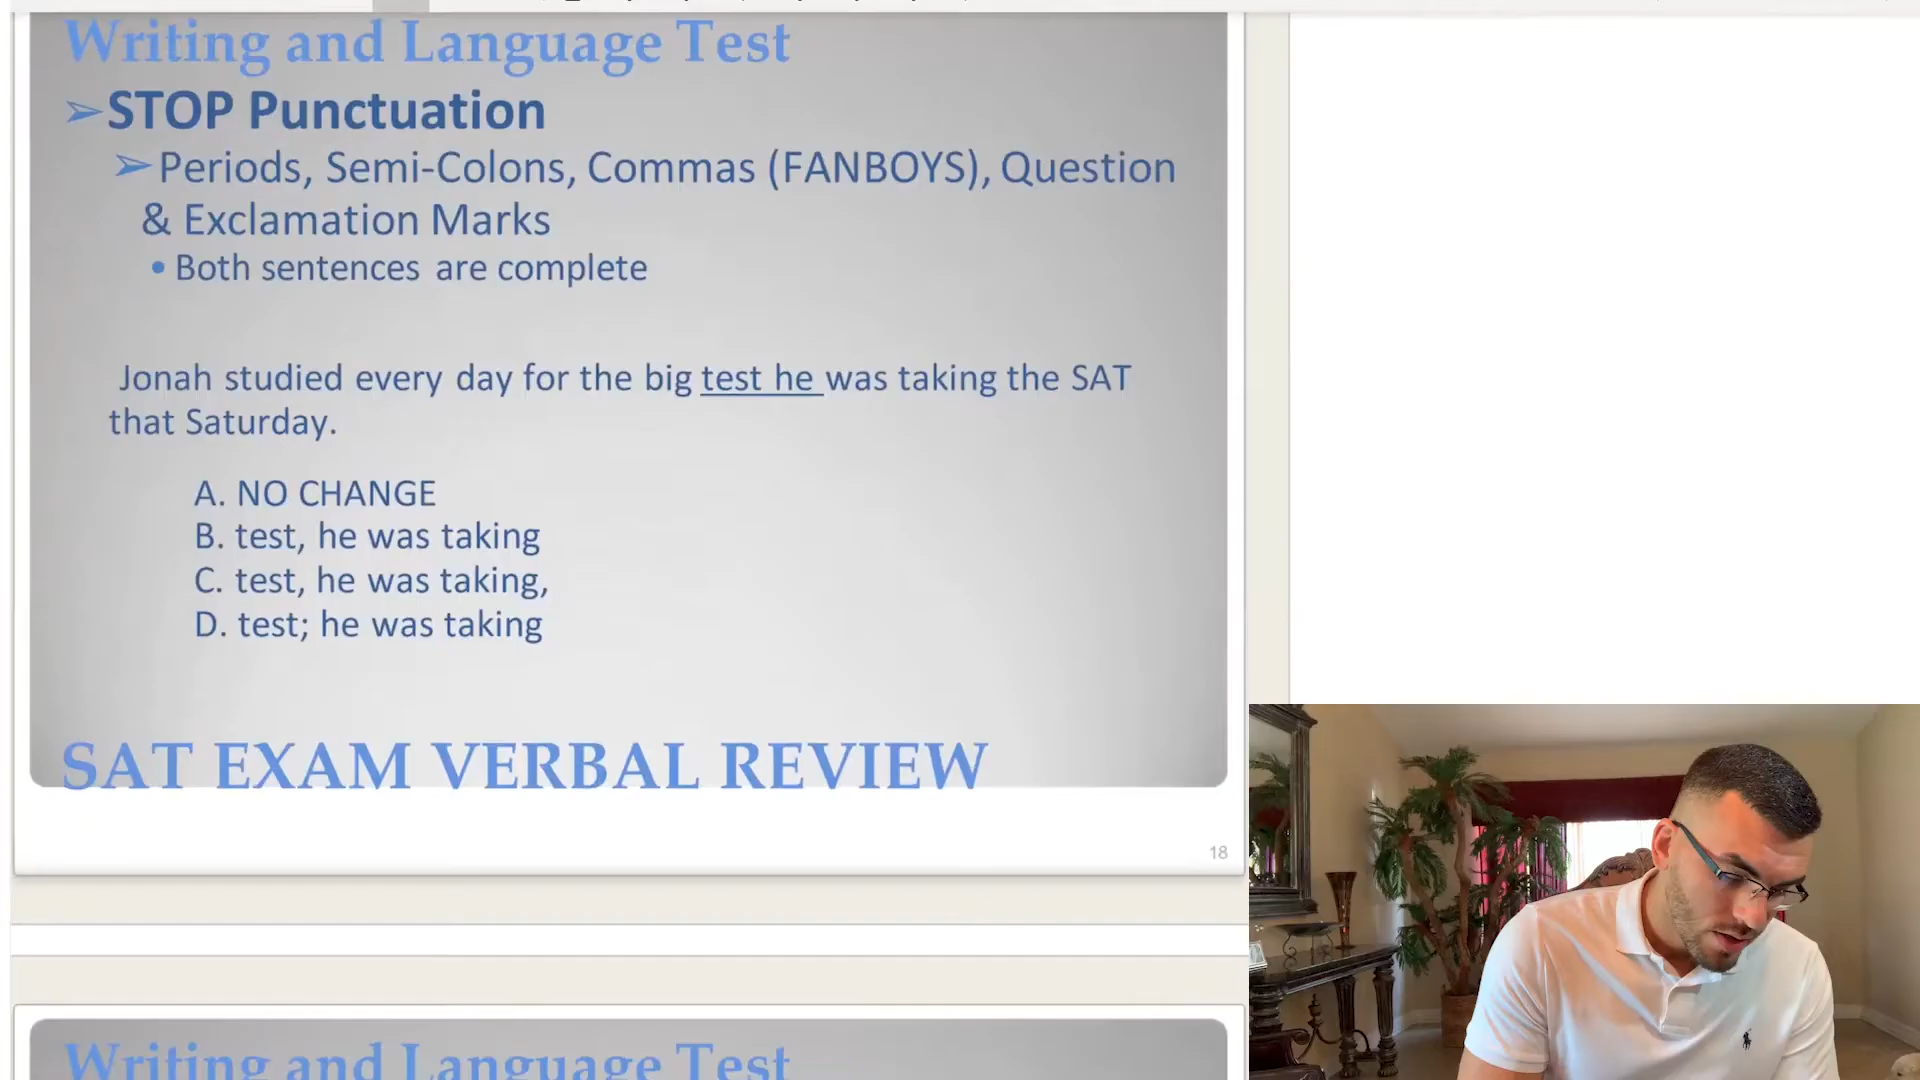 Writing and Language Test
➢STOP Punctuation
➢Periods, Semi-Colons, Commas (FANBOYS), Question
& Exclamation Marks
• Both sentences are complete
Jonah studied every day for the big test he was taking the SAT
that Saturday.
A. NO CHANGE
B. test, he was taking
C. test, he was taking,
D. test; he was taking
SAT EXAM VERBAL REVIEW
18
Writing and Language Test